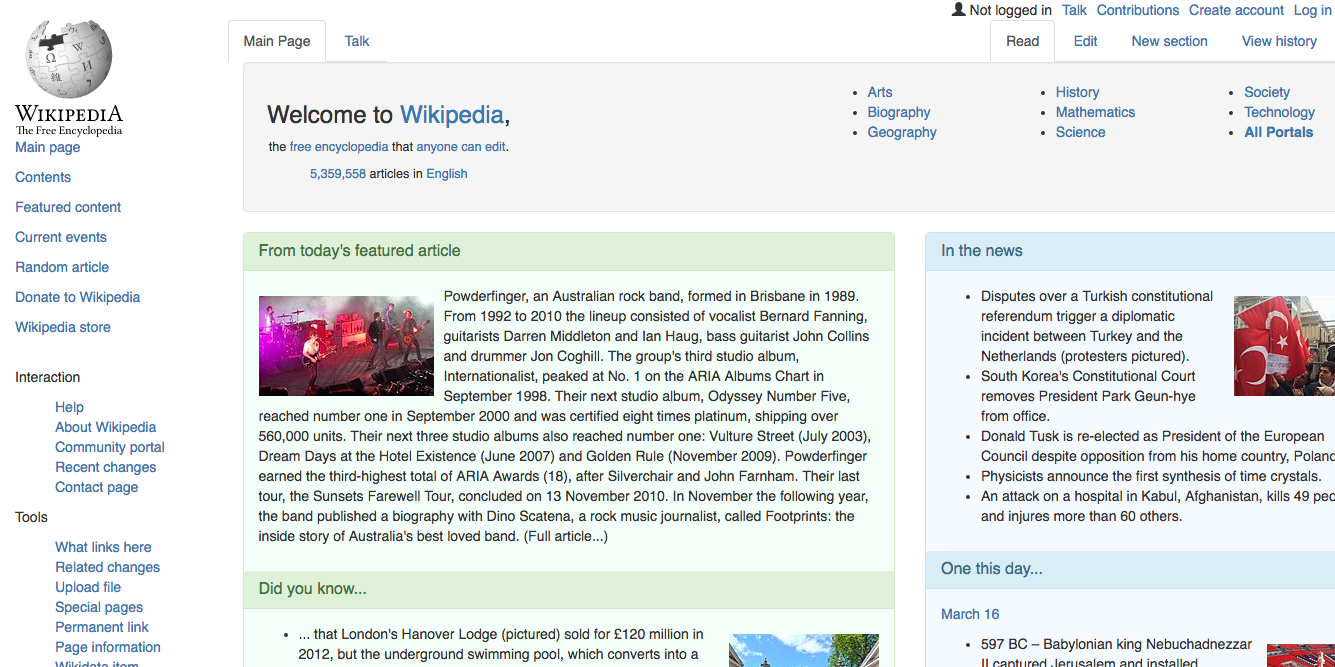 Not logged in Talk Contributions Create account Log in
Main Page Talk Read Edit New section View history
WIKIPEDIA
The Free Encyclopedia
Main page
Contents
Featured content
Current events
Random article
Donate to Wikipedia
Wikipedia store
Interaction
Help
About Wikipedia
Community portal
Recent changes
Contact page
Tools
What links here
Related changes
Upload file
Special pages
Permanent link
Page information
Wikidata item
Welcome to Wikipedia,
the free encyclopedia that anyone can edit.
5,359,558 articles in English
Arts
Biography
Geography
History
Mathematics
Science
Society
Technology
All Portals
From today's featured article
Powderfinger, an Australian rock band, formed in Brisbane in 1989.
From 1992 to 2010 the lineup consisted of vocalist Bernard Fanning,
guitarists Darren Middleton and Ian Haug, bass guitarist John Collins
and drummer Jon Coghill. The group's third studio album,
Internationalist, peaked at No. 1 on the ARIA Albums Chart in
September 1998. Their next studio album, Odyssey Number Five,
reached number one in September 2000 and was certified eight times platinum, shipping over
560,000 units. Their next three studio albums also reached number one: Vulture Street (July 2003),
Dream Days at the Hotel Existence (June 2007) and Golden Rule (November 2009). Powderfinger
earned the third-highest total of ARIA Awards (18), after Silverchair and John Farnham. Their last
tour, the Sunsets Farewell Tour, concluded on 13 November 2010. In November the following year,
the band published a biography with Dino Scatena, a rock music journalist, called Footprints: the
inside story of Australia's best loved band. (Full article...)
Did you know...
... that London's Hanover Lodge (pictured) sold for £120 million in
2012, but the underground swimming pool, which converts into a
In the news
Disputes over a Turkish constitutional
referendum trigger a diplomatic
incident between Turkey and the
Netherlands (protesters pictured).
South Korea's Constitutional Court
removes President Park Geun-hye
from office.
Donald Tusk is re-elected as President of the European
Council despite opposition from his home country, Poland
Physicists announce the first synthesis of time crystals.
An attack on a hospital in Kabul, Afghanistan, kills 49 peo
and injures more than 60 others.
One this day...
March 16
597 BC – Babylonian king Nebuchadnezzar
II captured Jerusalem and installed